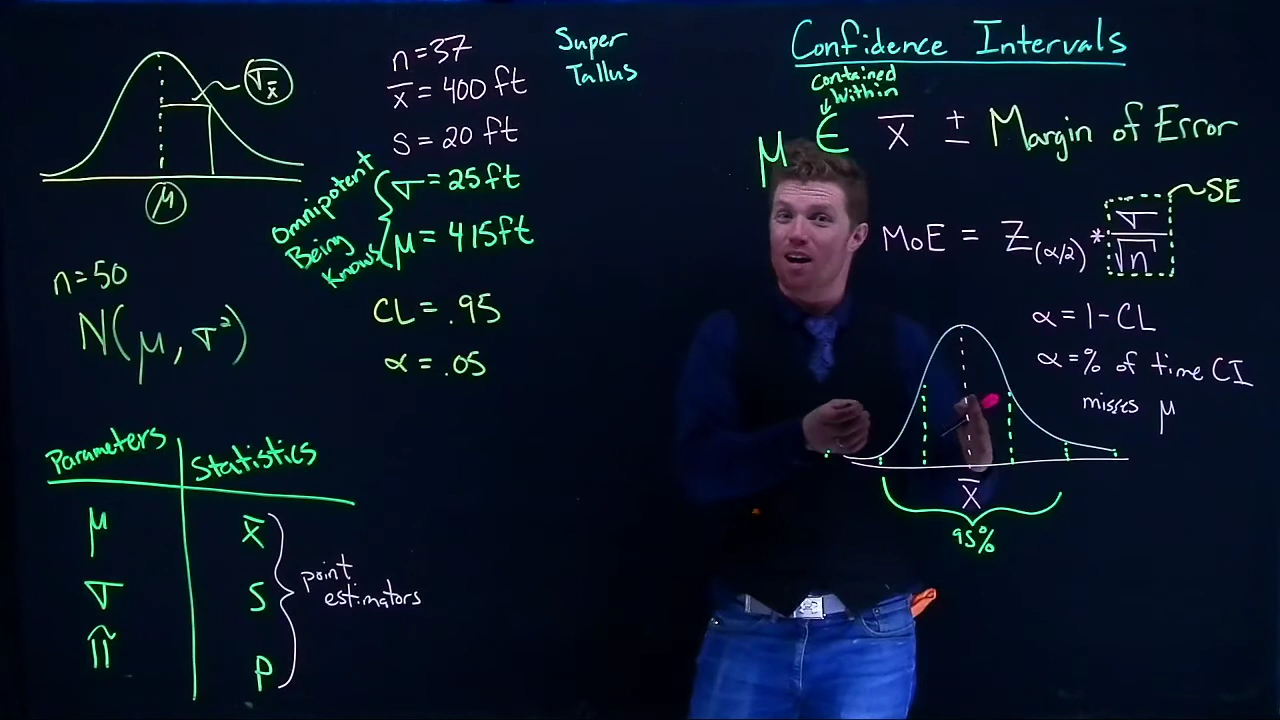 σx̄
μ
n=50
N(μ, σ²)
n=37
x̄ = 400 ft
s = 20 ft
Omnipotent
Being
Knows
σ = 25 ft
μ = 415 ft
CL = .95
α = .05
Super
Tallus
Parameters
Statistics
μ
x̄
σ
s
π
p
point
estimators
Confidence Intervals
contained
within
μ ∈ x̄ ± Margin of Error
MoE = Z(α/2) * σ/√n
SE
α = 1 - CL
α = % of time CI
misses μ
x̄
95%